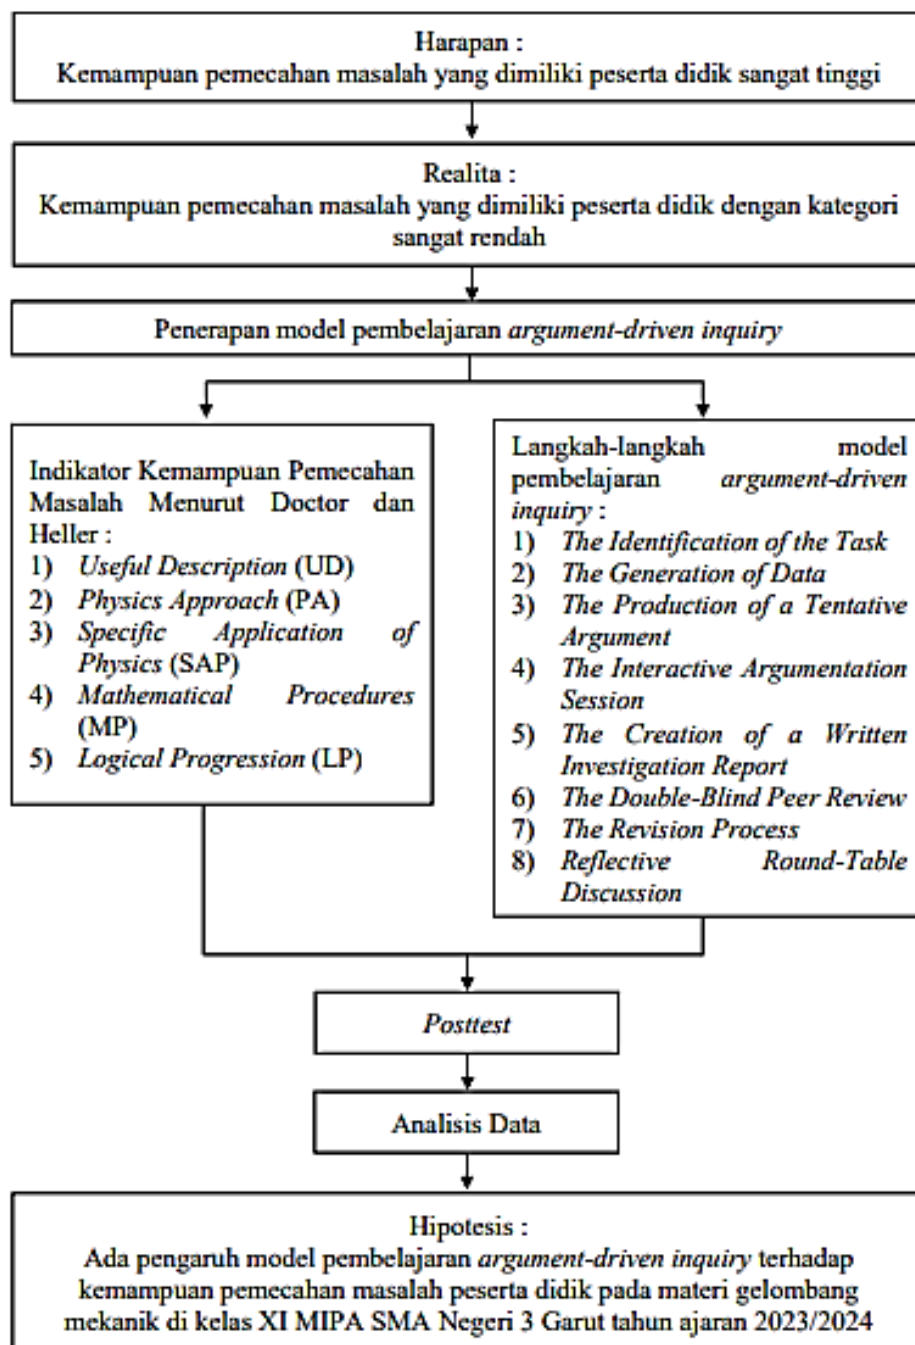 Harapan :
Kemampuan pemecahan masalah yang dimiliki peserta didik sangat tinggi
Realita :
Kemampuan pemecahan masalah yang dimiliki peserta didik dengan kategori
sangat rendah
Penerapan model pembelajaran argument-driven inquiry
Indikator Kemampuan Pemecahan
Masalah Menurut Doctor dan
Heller :
1) Useful Description (UD)
2) Physics Approach (PA)
3) Specific Application of
Physics (SAP)
4) Mathematical Procedures
(MP)
5) Logical Progression (LP)
Langkah-langkah model
pembelajaran argument-driven
inquiry :
1) The Identification of the Task
2) The Generation of Data
3) The Production of a Tentative
Argument
4) The Interactive Argumentation
Session
5) The Creation of a Written
Investigation Report
6) The Double-Blind Peer Review
7) The Revision Process
8) Reflective Round-Table
Discussion
Posttest
Analisis Data
Hipotesis :
Ada pengaruh model pembelajaran argument-driven inquiry terhadap
kemampuan pemecahan masalah peserta didik pada materi gelombang
mekanik di kelas XI MIPA SMA Negeri 3 Garut tahun ajaran 2023/2024